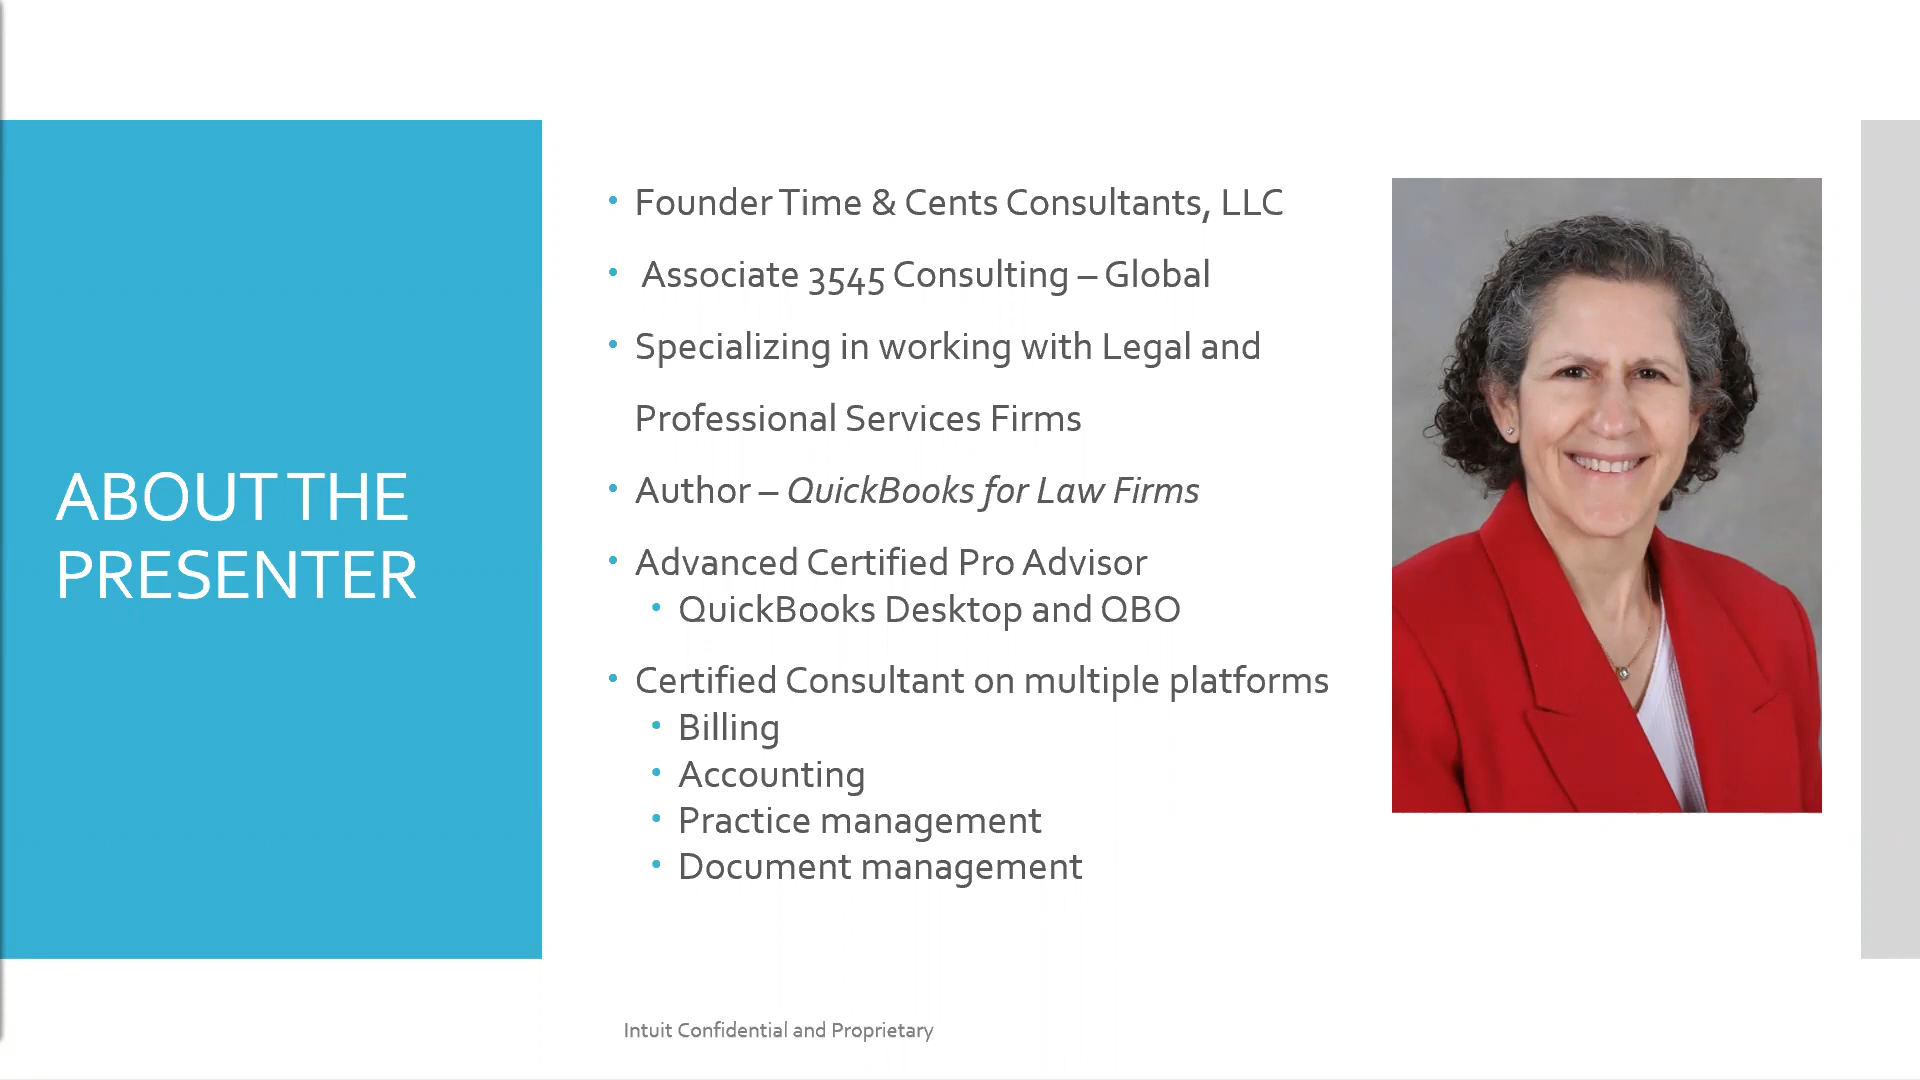 ABOUT THE
PRESENTER
• Founder Time & Cents Consultants, LLC
• Associate 3545 Consulting – Global
• Specializing in working with Legal and
Professional Services Firms
• Author – QuickBooks for Law Firms
• Advanced Certified Pro Advisor
• QuickBooks Desktop and QBO
• Certified Consultant on multiple platforms
• Billing
• Accounting
• Practice management
• Document management
Intuit Confidential and Proprietary